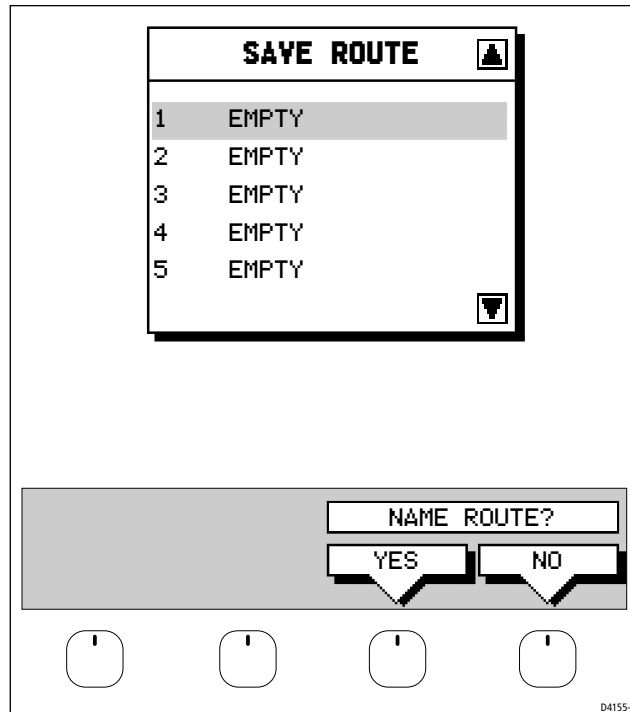 SAVE ROUTE
1 EMPTY
2 EMPTY
3 EMPTY
4 EMPTY
5 EMPTY
NAME ROUTE?
YES NO
D4155-